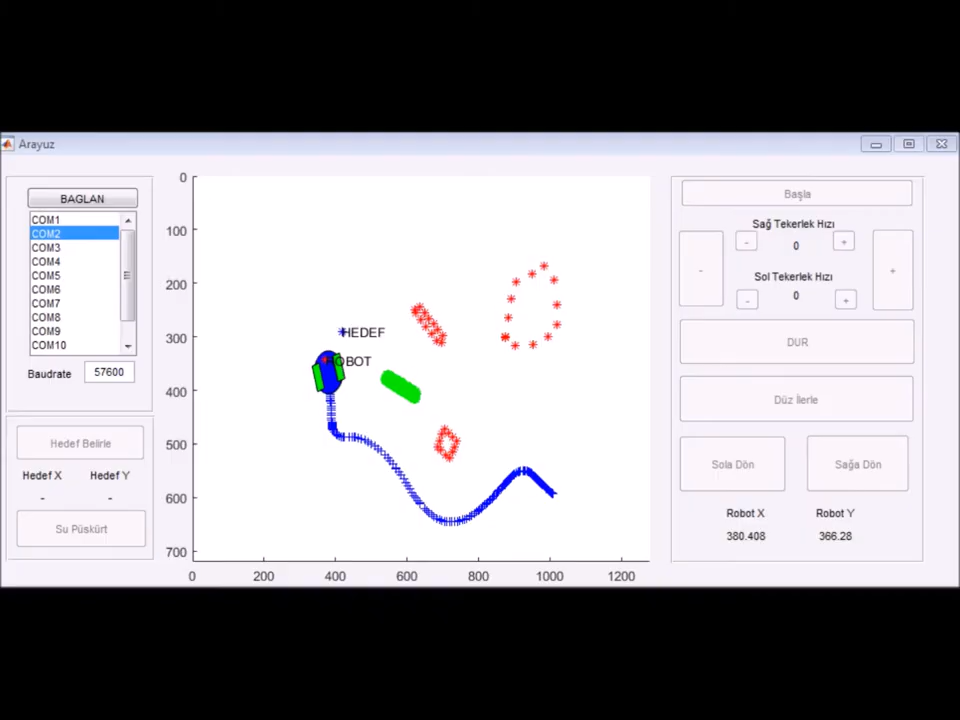 Arayuz
BAGLAN
COM1
COM2
COM3
COM4
COM5
COM6
COM7
COM8
COM9
COM10
Baudrate 57600
Hedef Belirle
Hedef X Hedef Y
- -
Su Püskürt
0
100
200
300
400
500
600
700
0 200 400 600 800 1000 1200
HEDEF
ROBOT
Başla
Sağ Tekerlek Hızı
- 0 +
- +
Sol Tekerlek Hızı
- 0 +
DUR
Düz İlerle
Sola Dön Sağa Dön
Robot X Robot Y
380.408 366.28